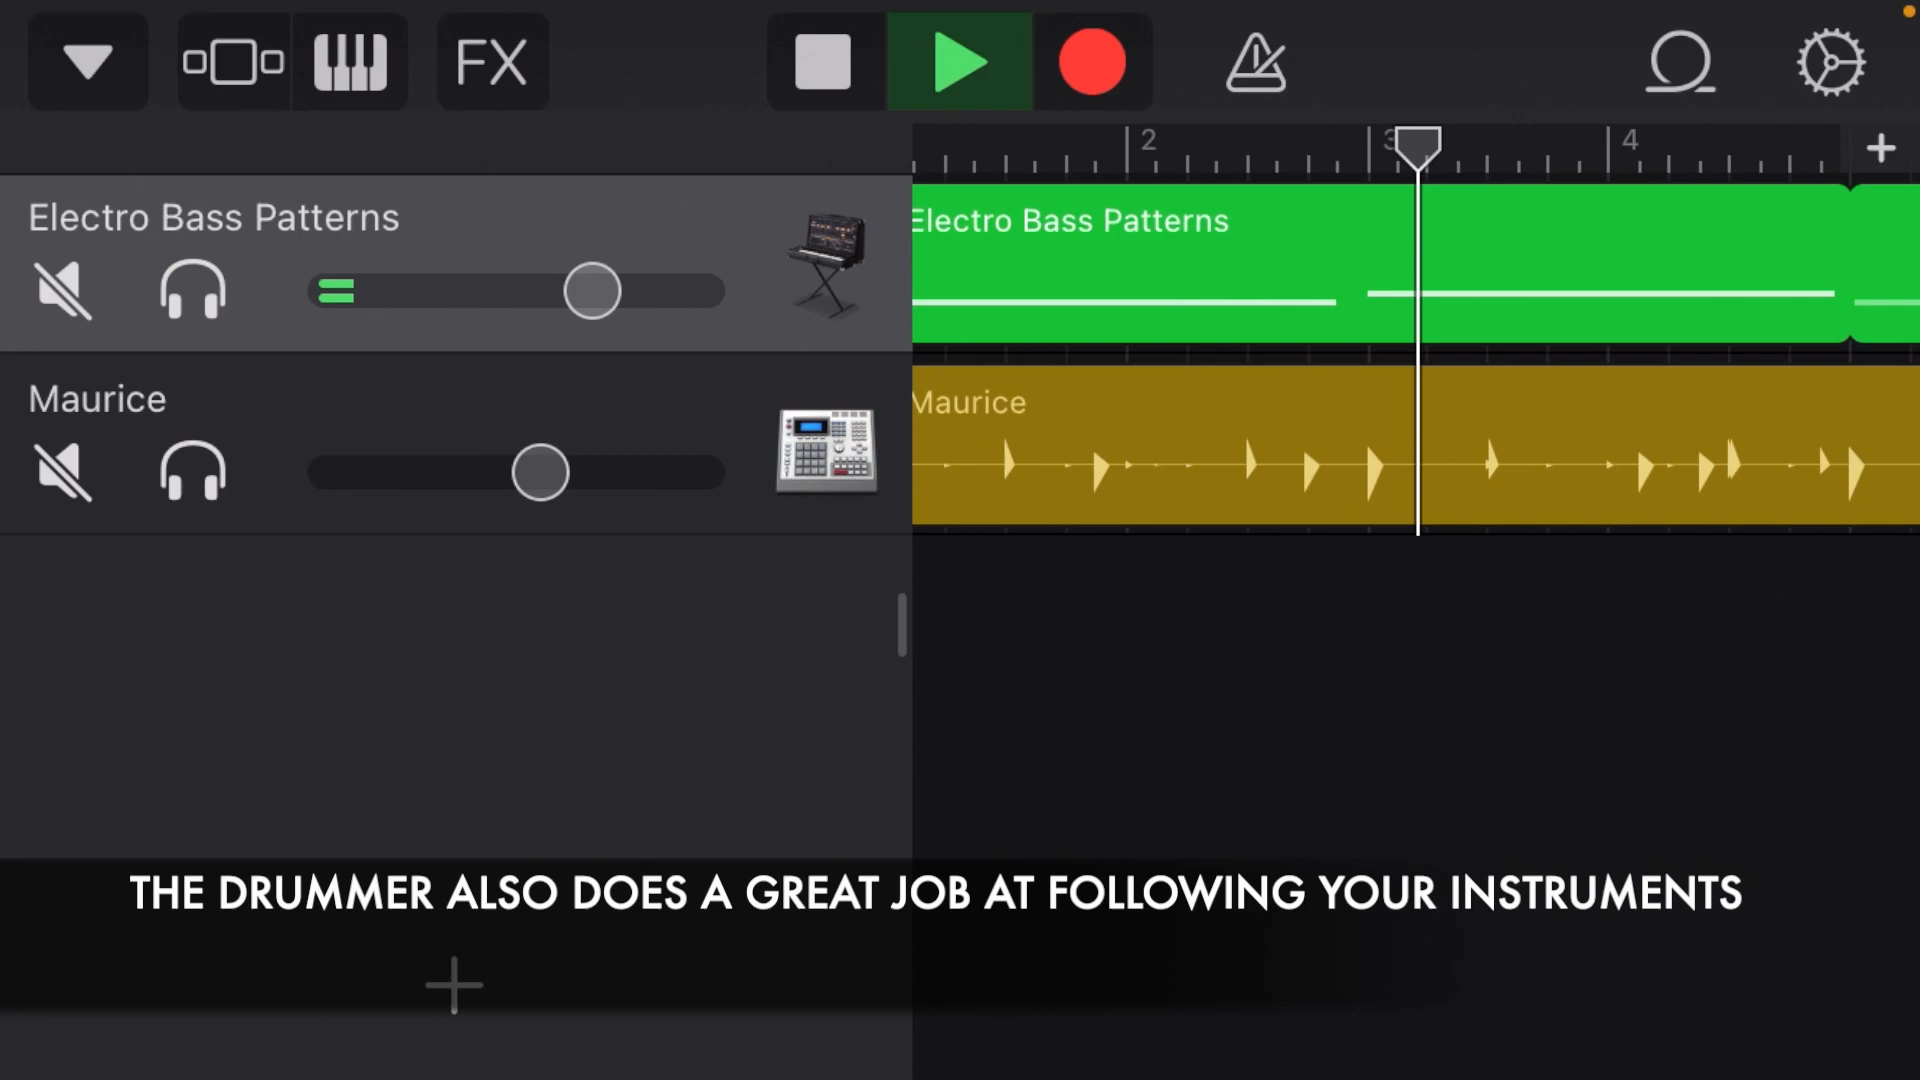 FX
2 3 4
Electro Bass Patterns
Electro Bass Patterns
Maurice
Maurice
THE DRUMMER ALSO DOES A GREAT JOB AT FOLLOWING YOUR INSTRUMENTS